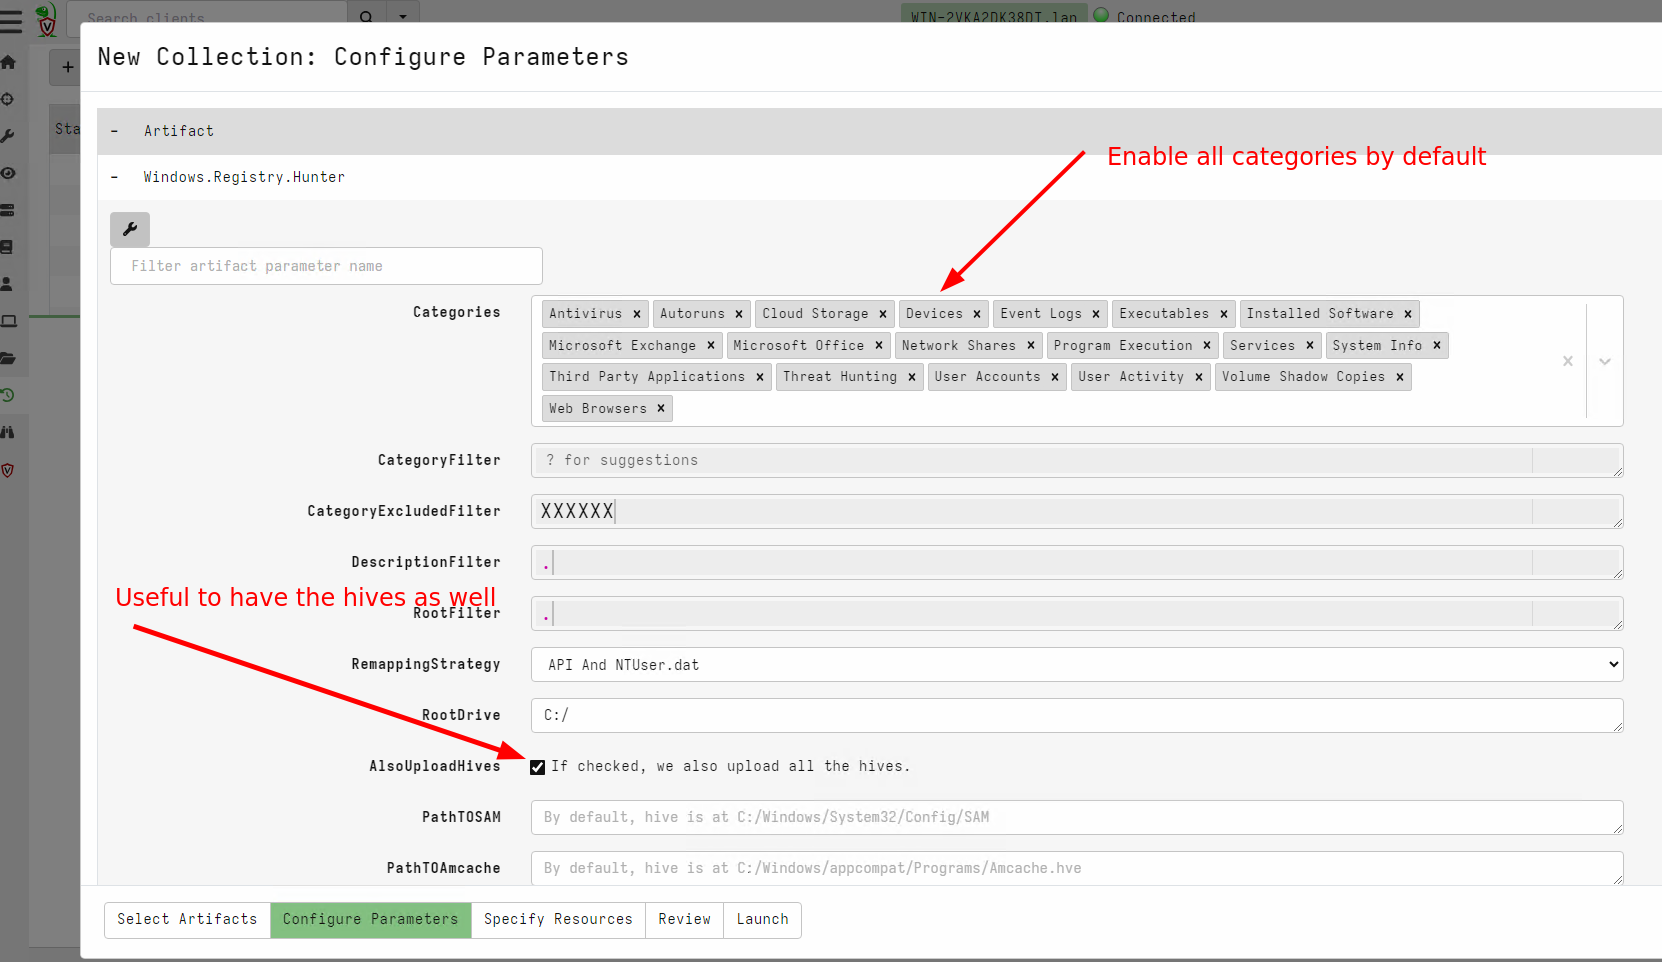 Search clients
WIN-2VKA2DK38DT.lan Connected
New Collection: Configure Parameters
+
Sta
- Artifact
Enable all categories by default
- Windows.Registry.Hunter
Filter artifact parameter name
Categories
Antivirus × Autoruns × Cloud Storage × Devices × Event Logs × Executables × Installed Software ×
Microsoft Exchange × Microsoft Office × Network Shares × Program Execution × Services × System Info ×
Third Party Applications × Threat Hunting × User Accounts × User Activity × Volume Shadow Copies ×
Web Browsers ×
CategoryFilter ? for suggestions
CategoryExcludedFilter XXXXXX
DescriptionFilter .
Useful to have the hives as well
RootFilter .
RemappingStrategy API And NTUser.dat
RootDrive C:/
AlsoUploadHives If checked, we also upload all the hives.
PathTOSAM By default, hive is at C:/Windows/System32/Config/SAM
PathTOAmcache By default, hive is at C:/Windows/appcompat/Programs/Amcache.hve
Select Artifacts Configure Parameters Specify Resources Review Launch